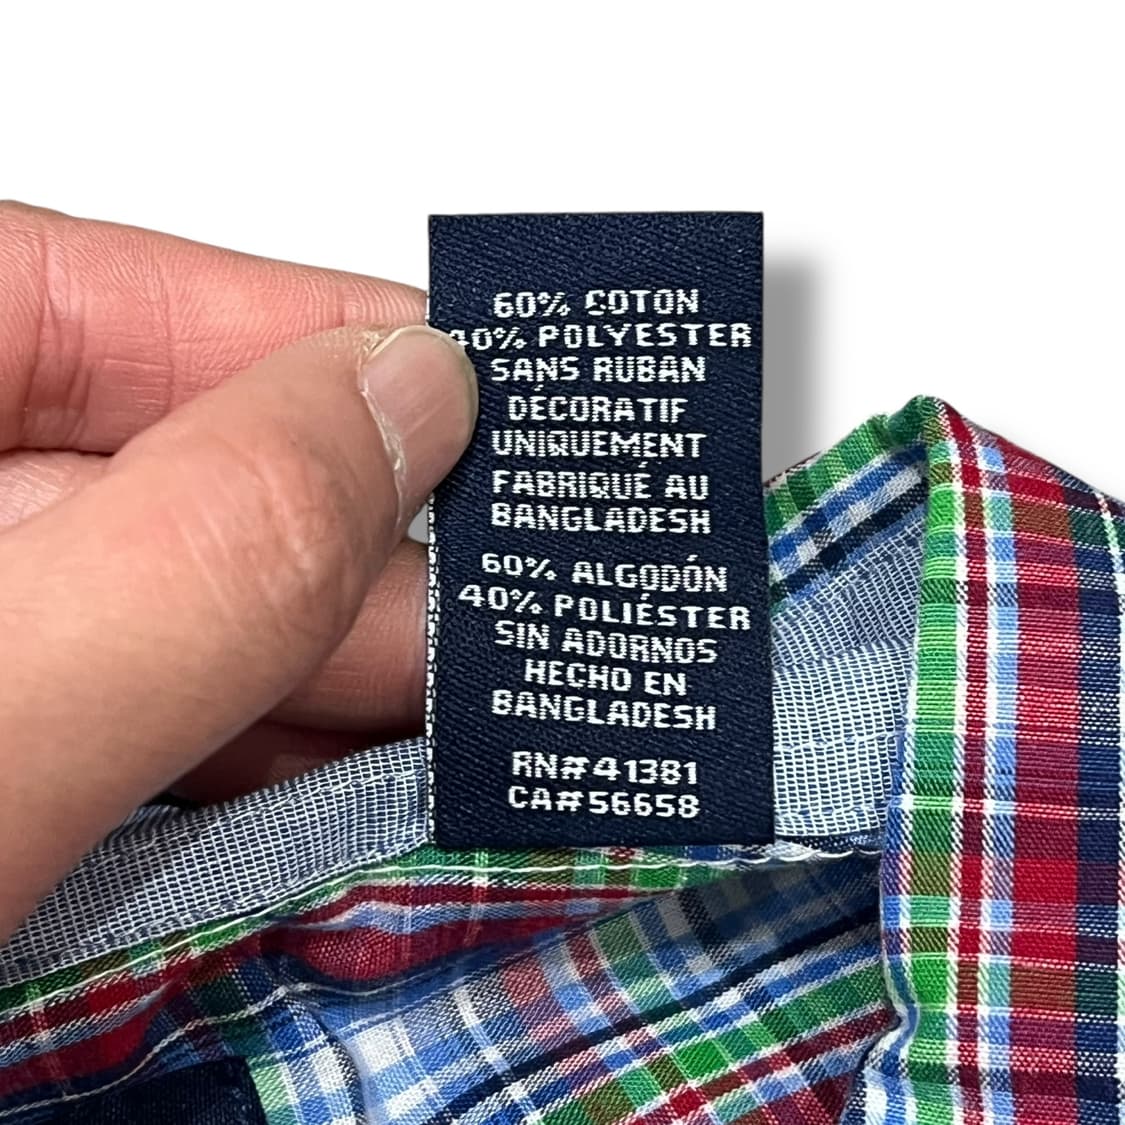 60% COTON
40% POLYESTER
SANS RUBAN
DÉCORATIF
UNIQUEMENT
FABRIQUÉ AU
BANGLADESH
60% ALGODÓN
40% POLIÉSTER
SIN ADORNOS
HECHO EN
BANGLADESH
RN#41381
CA#56658